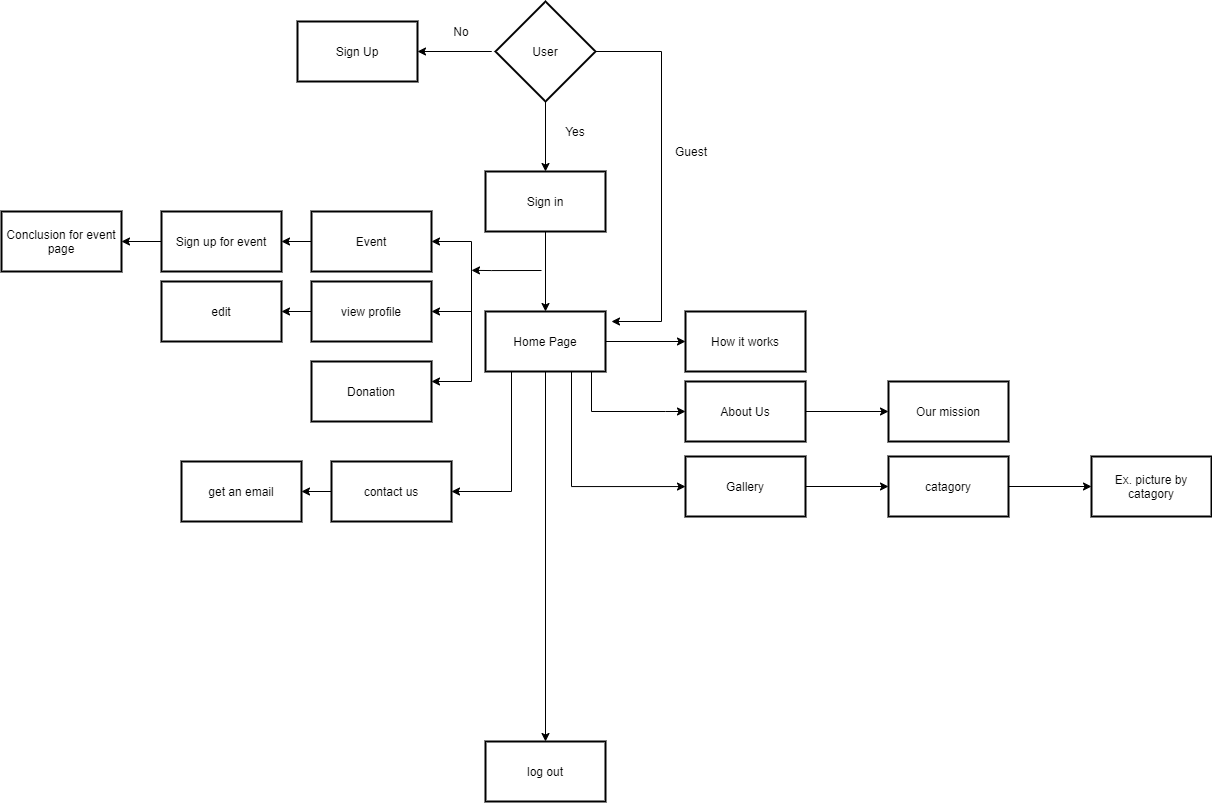 No
Sign Up
User
Yes
Guest
Sign in
Conclusion for event
page
Sign up for event
Event
edit
view profile
Home Page
How it works
Donation
About Us
Our mission
get an email
contact us
Gallery
catagory
Ex. picture by
catagory
log out